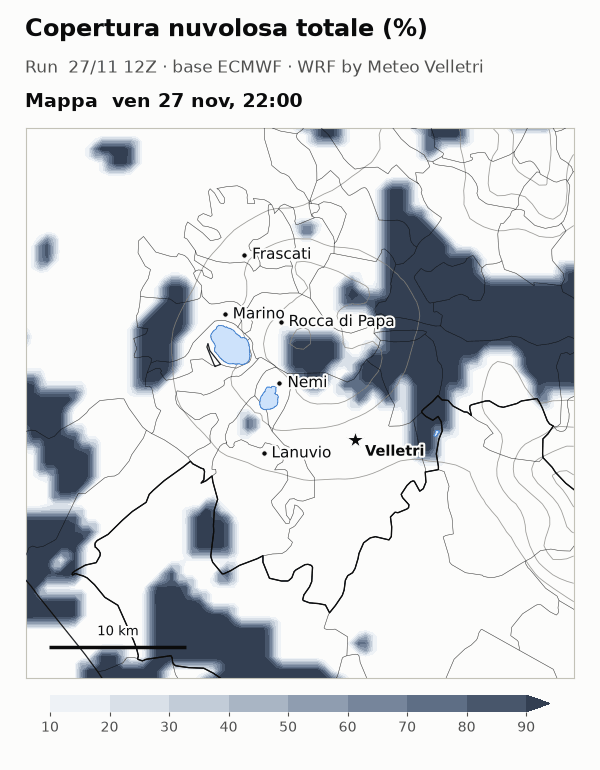 Copertura nuvolosa totale (%)
Run  27/11 12Z · base ECMWF · WRF by Meteo Velletri
Mappa  ven 27 nov, 22:00
Frascati
Marino
Rocca di Papa
Nemi
Velletri
Lanuvio
10 km
10 20 30 40 50 60 70 80 90